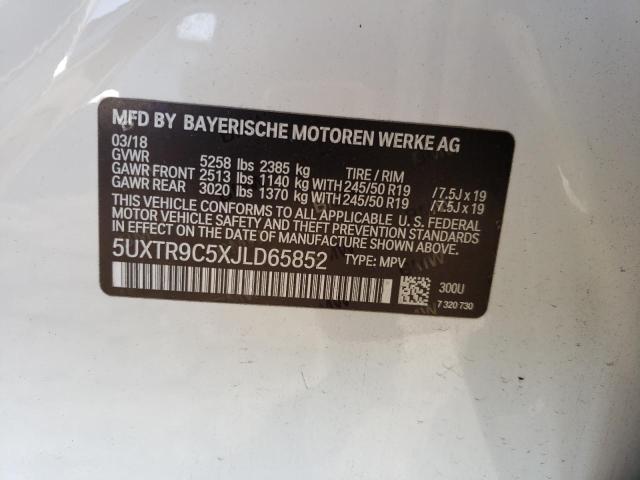 MFD BY BAYERISCHE MOTOREN WERKE AG
03/18
GVWR 5258 lbs 2385 kg TIRE / RIM
GAWR FRONT 2513 lbs 1140 kg WITH 245/50 R19 / 7.5J x 19
GAWR REAR 3020 lbs 1370 kg WITH 245/50 R19 / 7.5J x 19
THIS VEHICLE CONFORMS TO ALL APPLICABLE U. S. FEDERAL
MOTOR VEHICLE SAFETY AND THEFT PREVENTION STANDARDS
IN EFFECT ON THE DATE OF MANUFACTURE SHOWN ABOVE.
5UXTR9C5XJLD65852 TYPE: MPV
300U
7 320 730